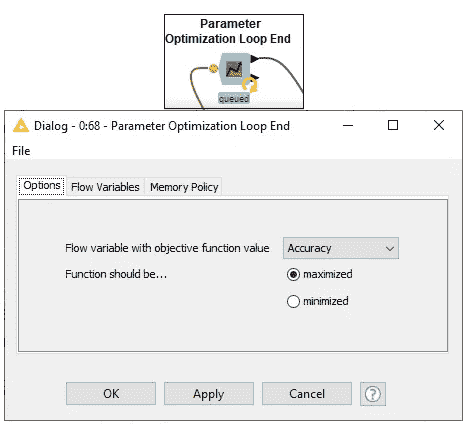 Parameter
Optimization Loop End
queued
Dialog - 0:68 - Parameter Optimization Loop End
File
Options Flow Variables Memory Policy
Flow variable with objective function value Accuracy
Function should be... maximized
minimized
OK Apply Cancel ?